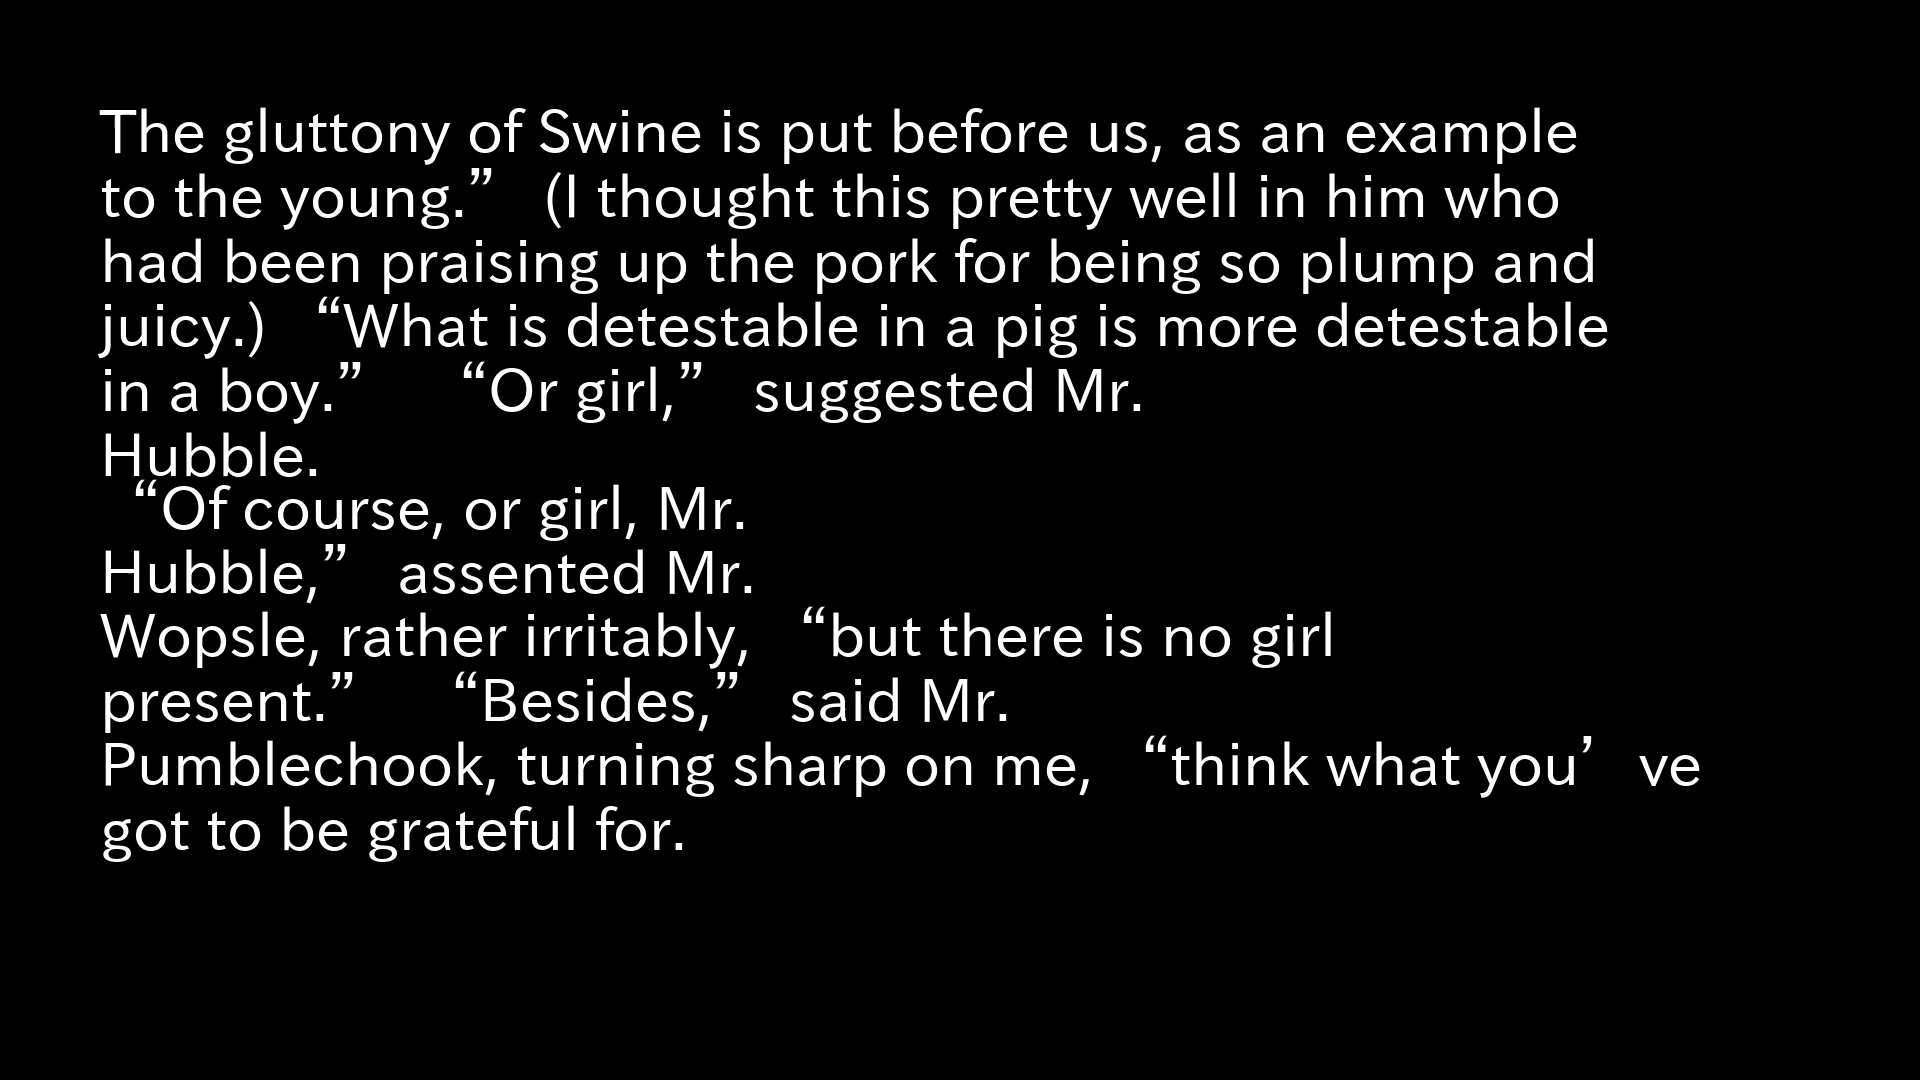 The gluttony of Swine is put before us, as an example
to the young.” (I thought this pretty well in him who
had been praising up the pork for being so plump and
juicy.) “What is detestable in a pig is more detestable
in a boy.” “Or girl,” suggested Mr.
Hubble.
“Of course, or girl, Mr.
Hubble,” assented Mr.
Wopsle, rather irritably, “but there is no girl
present.” “Besides,” said Mr.
Pumblechook, turning sharp on me, “think what you’ve
got to be grateful for.